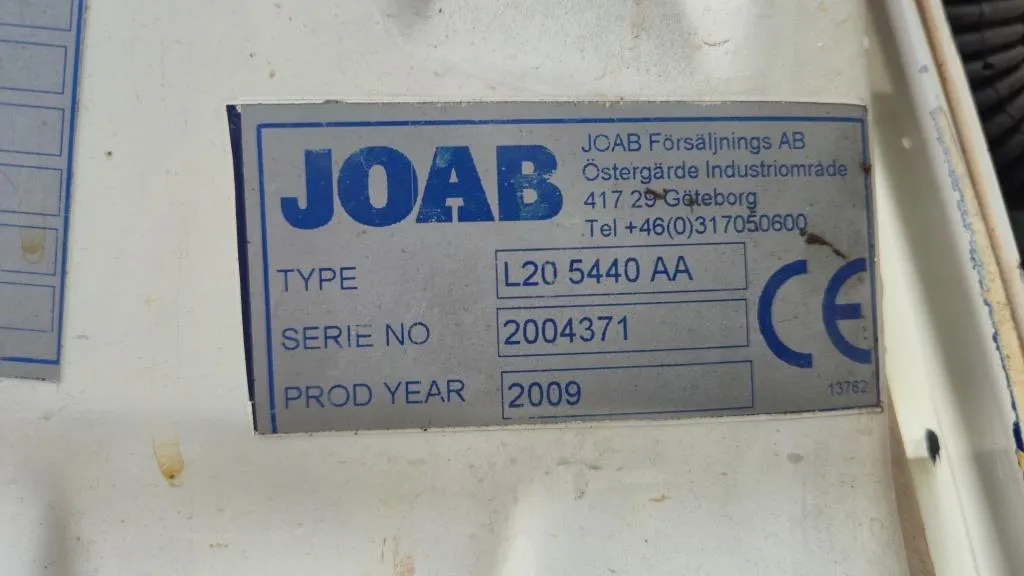 JOAB
JOAB Försäljnings AB
Östergärde Industriområde
417 29 Göteborg
Tel +46(0)317050600
TYPE L20 5440 AA
SERIE NO 2004371
PROD YEAR 2009
CE
13762